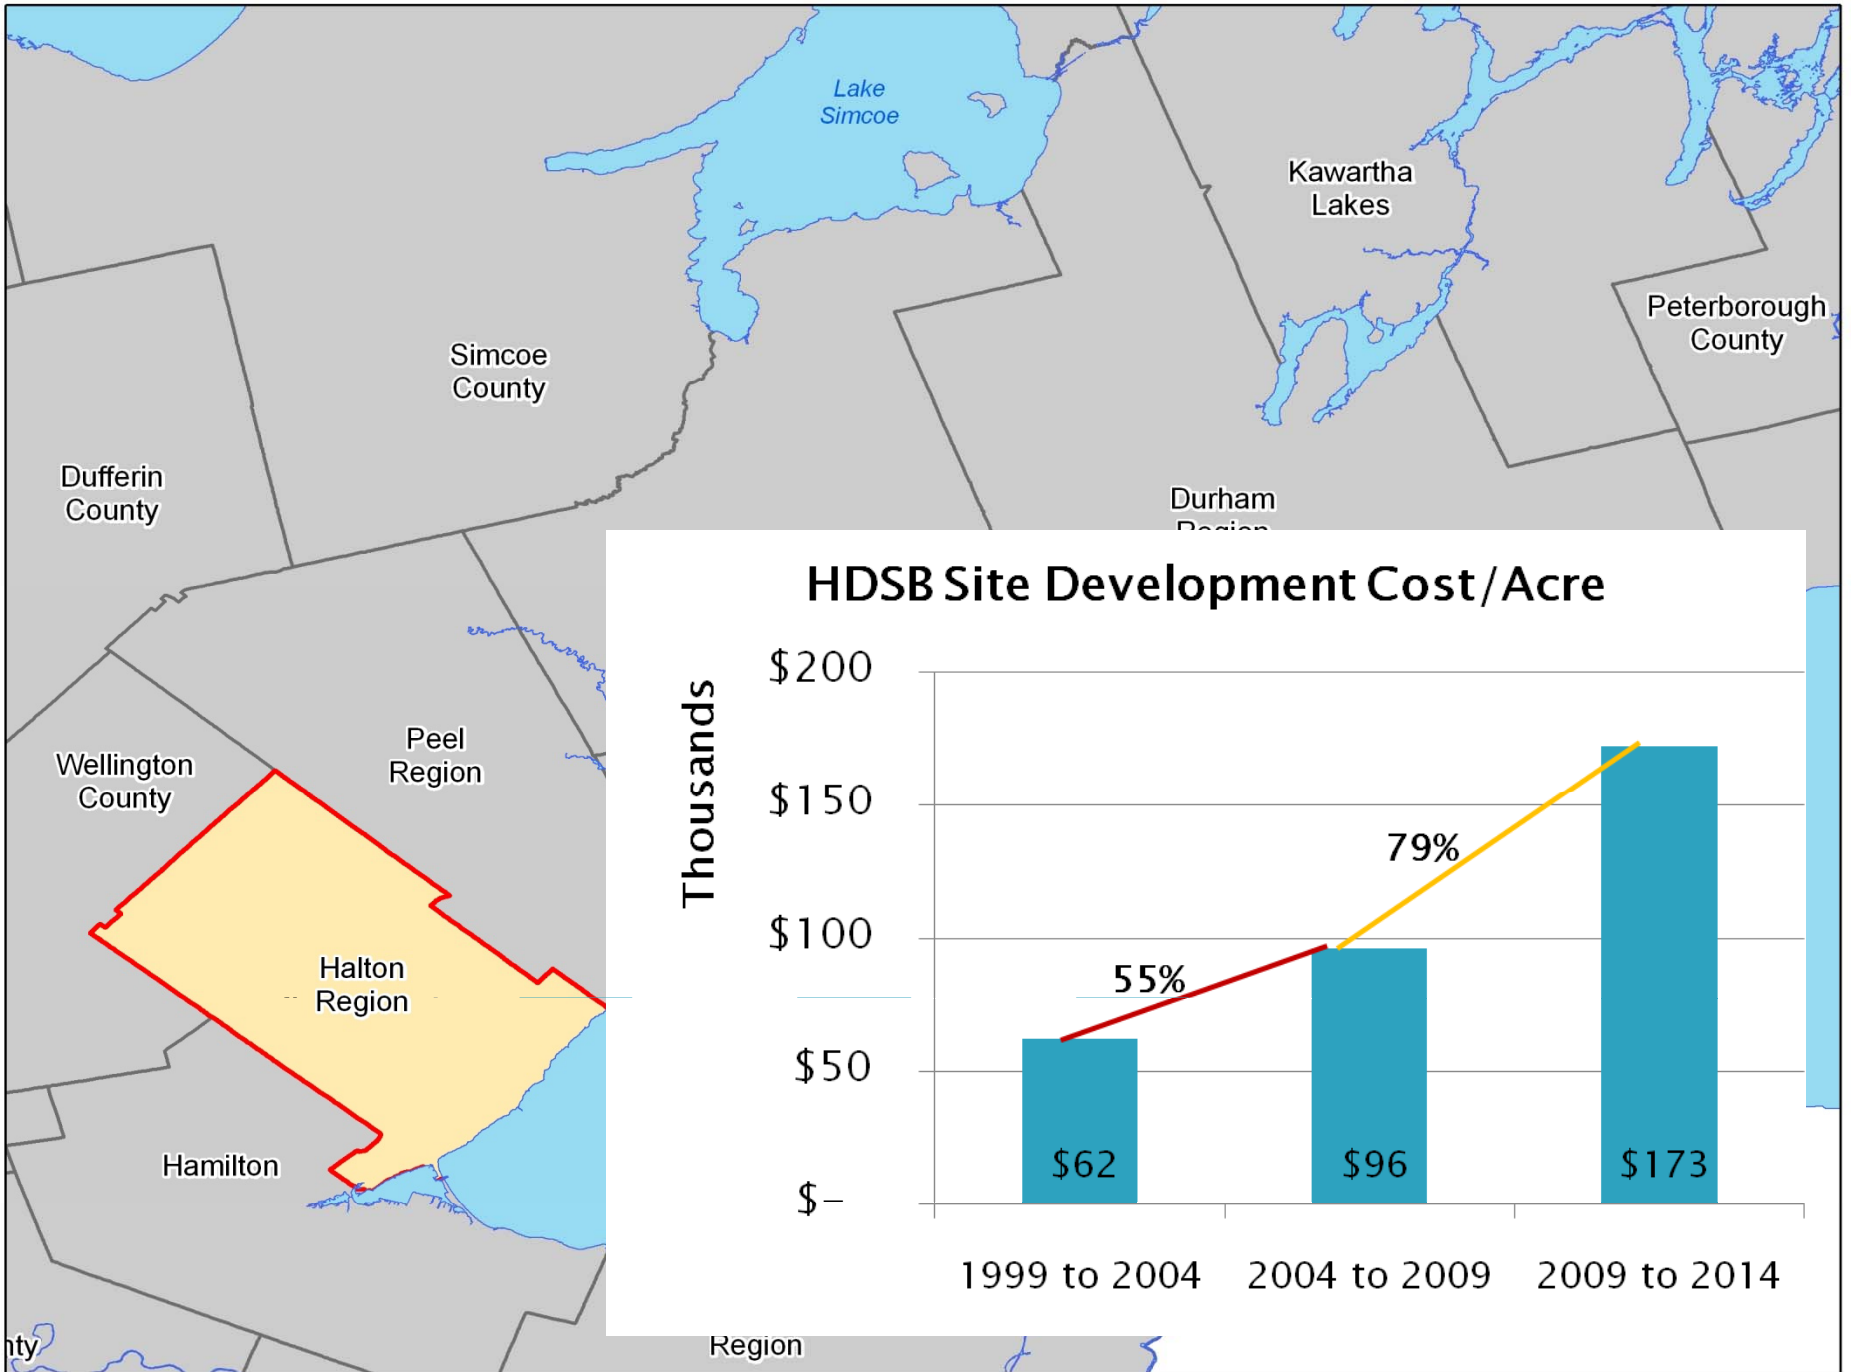 Lake
Simcoe
Kawartha
Lakes
Peterborough
County
Simcoe
County
Dufferin
County
Durham
Region
HDSB Site Development Cost/Acre
Thousands
$200
$150
$100
$50
$–
79%
55%
$62
$96
$173
1999 to 2004
2004 to 2009
2009 to 2014
Peel
Region
Wellington
County
Halton
Region
Hamilton
Region